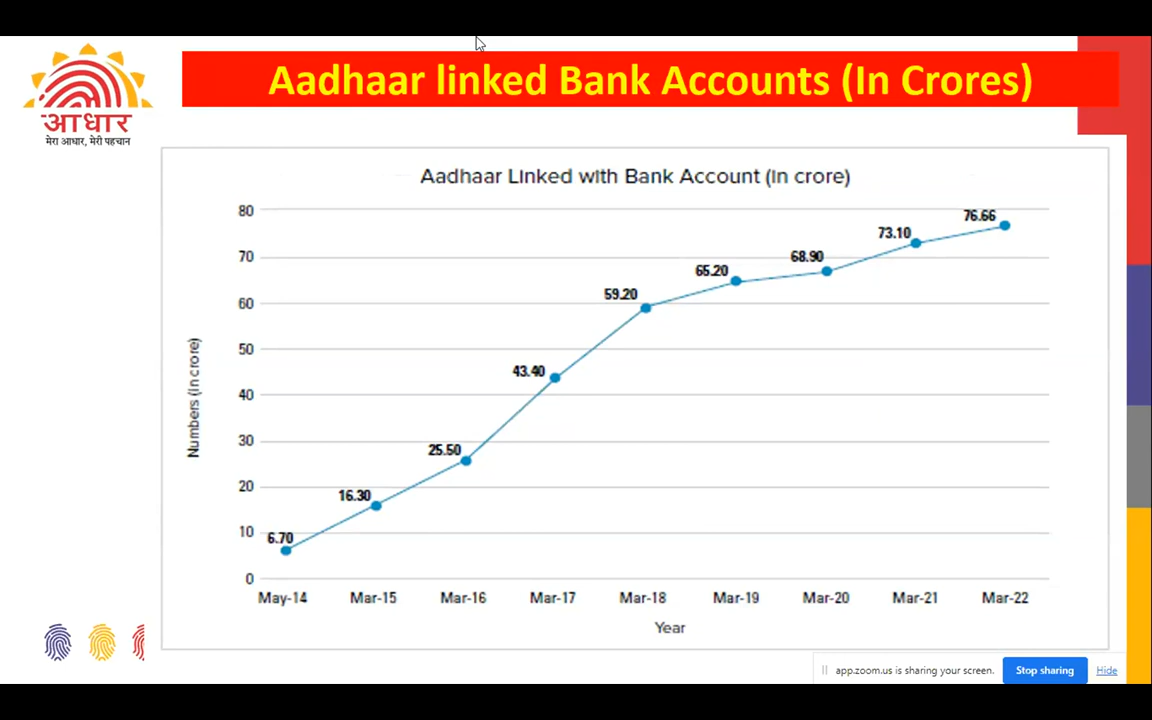 Aadhaar linked Bank Accounts (In Crores)
आधार
मेरा आधार, मेरी पहचान
Aadhaar Linked with Bank Account (in crore)
Numbers (in crore)
80
70
60
50
40
30
20
10
0
6.70
16.30
25.50
43.40
59.20
65.20
68.90
73.10
76.66
May-14 Mar-15 Mar-16 Mar-17 Mar-18 Mar-19 Mar-20 Mar-21 Mar-22
Year
app.zoom.us is sharing your screen. Stop sharing Hide